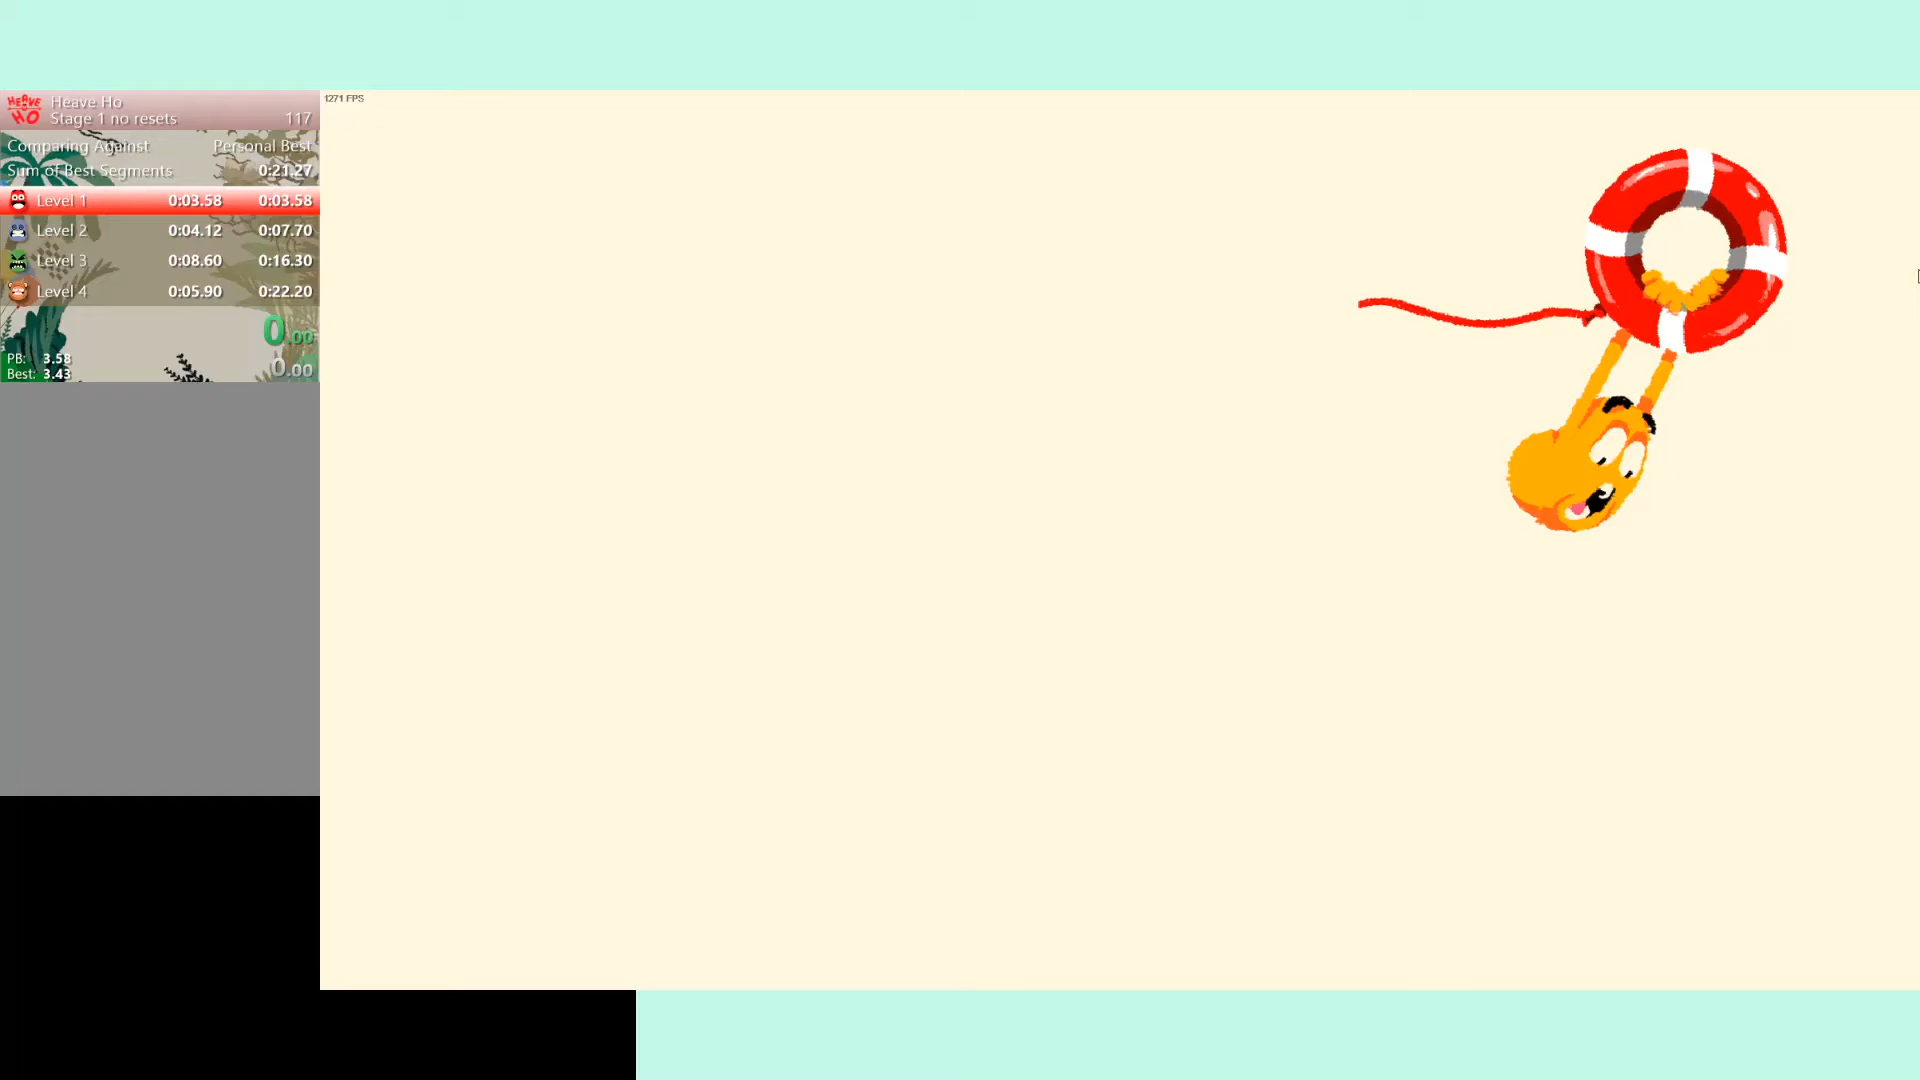 1271 FPS
HEAVE HO
Heave Ho
Stage 1 no resets 117
Comparing Against Personal Best
Sum of Best Segments 0:21.27
Level 1 0:03.58 0:03.58
Level 2 0:04.12 0:07.70
Level 3 0:08.60 0:16.30
Level 4 0:05.90 0:22.20
0.00
PB: 3.58
Best: 3.43
0.00